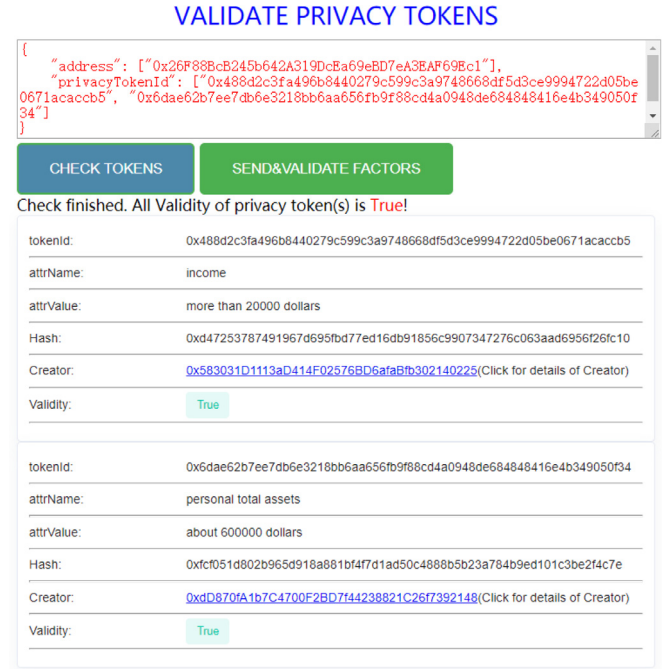 VALIDATE PRIVACY TOKENS
{
"address": ["0x26F88BcB245b642A319DcEa69eBD7eA3EAF69Ec1"],
"privacyTokenId": ["0x488d2c3fa496b8440279c599c3a9748668df5d3ce9994722d05be
0671acaccb5", "0x6dae62b7ee7db6e3218bb6aa656fb9f88cd4a0948de684848416e4b349050f
34"]
}
CHECK TOKENS SEND&VALIDATE FACTORS
Check finished. All Validity of privacy token(s) is True!
tokenId: 0x488d2c3fa496b8440279c599c3a9748668df5d3ce9994722d05be0671acaccb5
attrName: income
attrValue: more than 20000 dollars
Hash: 0xd47253787491967d695fbd77ed16db91856c9907347276c063aad6956f26fc10
Creator: 0x583031D1113aD414F02576BD6afaBfb302140225(Click for details of Creator)
Validity: True
tokenId: 0x6dae62b7ee7db6e3218bb6aa656fb9f88cd4a0948de684848416e4b349050f34
attrName: personal total assets
attrValue: about 600000 dollars
Hash: 0xfcf051d802b965d918a881bf4f7d1ad50c4888b5b23a784b9ed101c3be2f4c7e
Creator: 0xdD870fA1b7C4700F2BD7f44238821C26f7392148(Click for details of Creator)
Validity: True